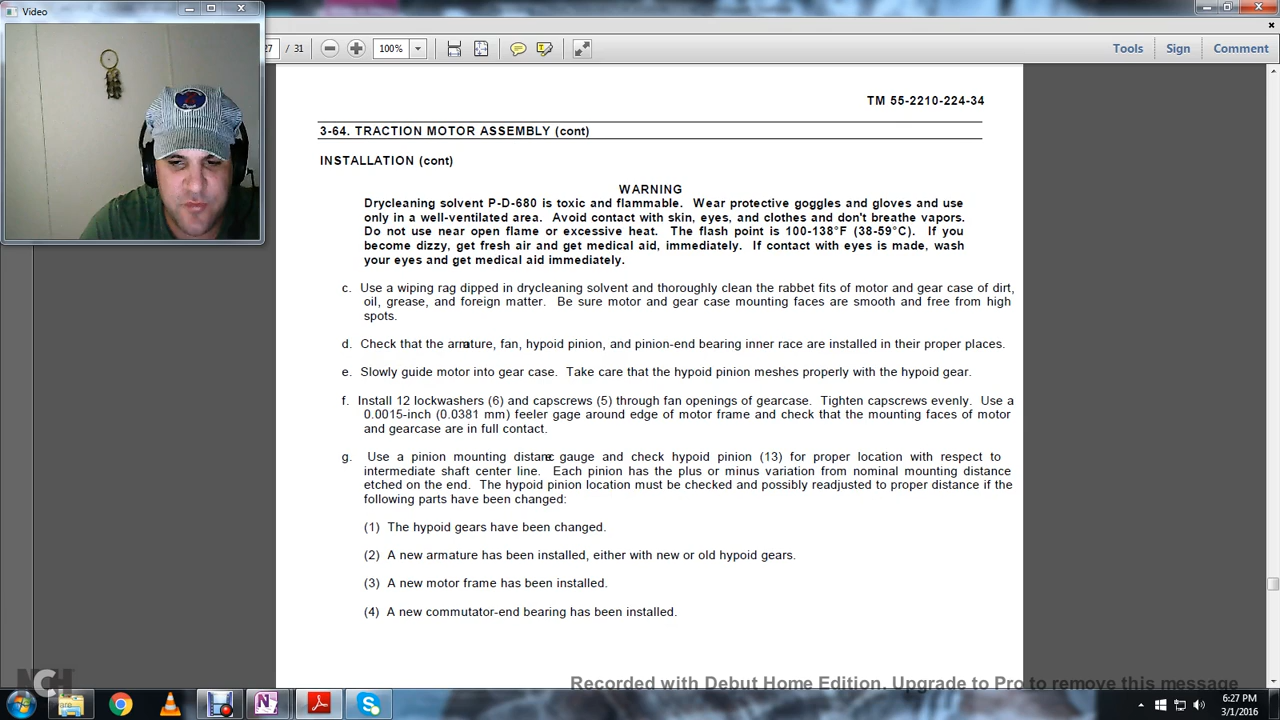 Video
27 / 31
100%
Tools
Sign
Comment
TM 55-2210-224-34
3-64. TRACTION MOTOR ASSEMBLY (cont)
INSTALLATION (cont)
WARNING
Drycleaning solvent P-D-680 is toxic and flammable. Wear protective goggles and gloves and use
only in a well-ventilated area. Avoid contact with skin, eyes, and clothes and don't breathe vapors.
Do not use near open flame or excessive heat. The flash point is 100-138°F (38-59°C). If you
become dizzy, get fresh air and get medical aid, immediately. If contact with eyes is made, wash
your eyes and get medical aid immediately.
c. Use a wiping rag dipped in drycleaning solvent and thoroughly clean the rabbet fits of motor and gear case of dirt,
oil, grease, and foreign matter. Be sure motor and gear case mounting faces are smooth and free from high
spots.
d. Check that the armature, fan, hypoid pinion, and pinion-end bearing inner race are installed in their proper places.
e. Slowly guide motor into gear case. Take care that the hypoid pinion meshes properly with the hypoid gear.
f. Install 12 lockwashers (6) and capscrews (5) through fan openings of gearcase. Tighten capscrews evenly. Use a
0.0015-inch (0.0381 mm) feeler gage around edge of motor frame and check that the mounting faces of motor
and gearcase are in full contact.
g. Use a pinion mounting distance gauge and check hypoid pinion (13) for proper location with respect to
intermediate shaft center line. Each pinion has the plus or minus variation from nominal mounting distance
etched on the end. The hypoid pinion location must be checked and possibly readjusted to proper distance if the
following parts have been changed:
(1) The hypoid gears have been changed.
(2) A new armature has been installed, either with new or old hypoid gears.
(3) A new motor frame has been installed.
(4) A new commutator-end bearing has been installed.
NCH
Recorded with Debut Home Edition. Upgrade to Pro to remove this message
6:27 PM
3/1/2016